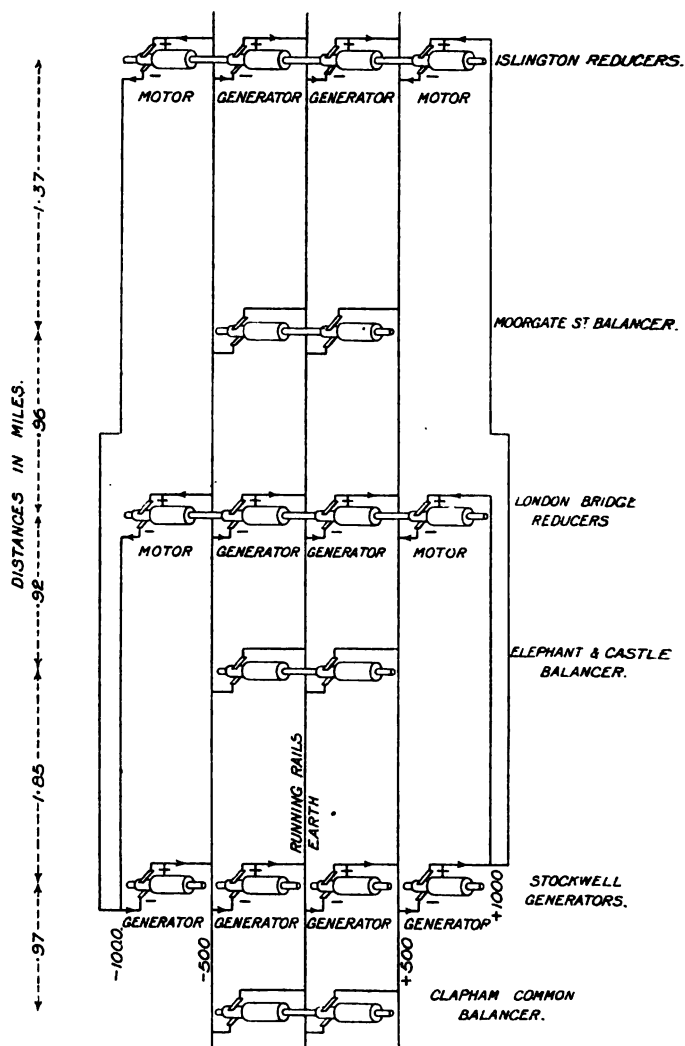 + + + +
ISLINGTON REDUCERS.
- - - -
MOTOR GENERATOR GENERATOR MOTOR
1·37
MOORGATE ST BALANCER.
DISTANCES IN MILES.
·96
+ + + +
LONDON BRIDGE
REDUCERS
- - - -
MOTOR GENERATOR GENERATOR MOTOR
·92
ELEPHANT & CASTLE
BALANCER.
1·85
RUNNING RAILS
EARTH
+ + + +
STOCKWELL
GENERATORS.
- - - -
GENERATOR GENERATOR GENERATOR GENERATOR
-1000
-500
+500
+1000
·97
CLAPHAM COMMON
BALANCER.